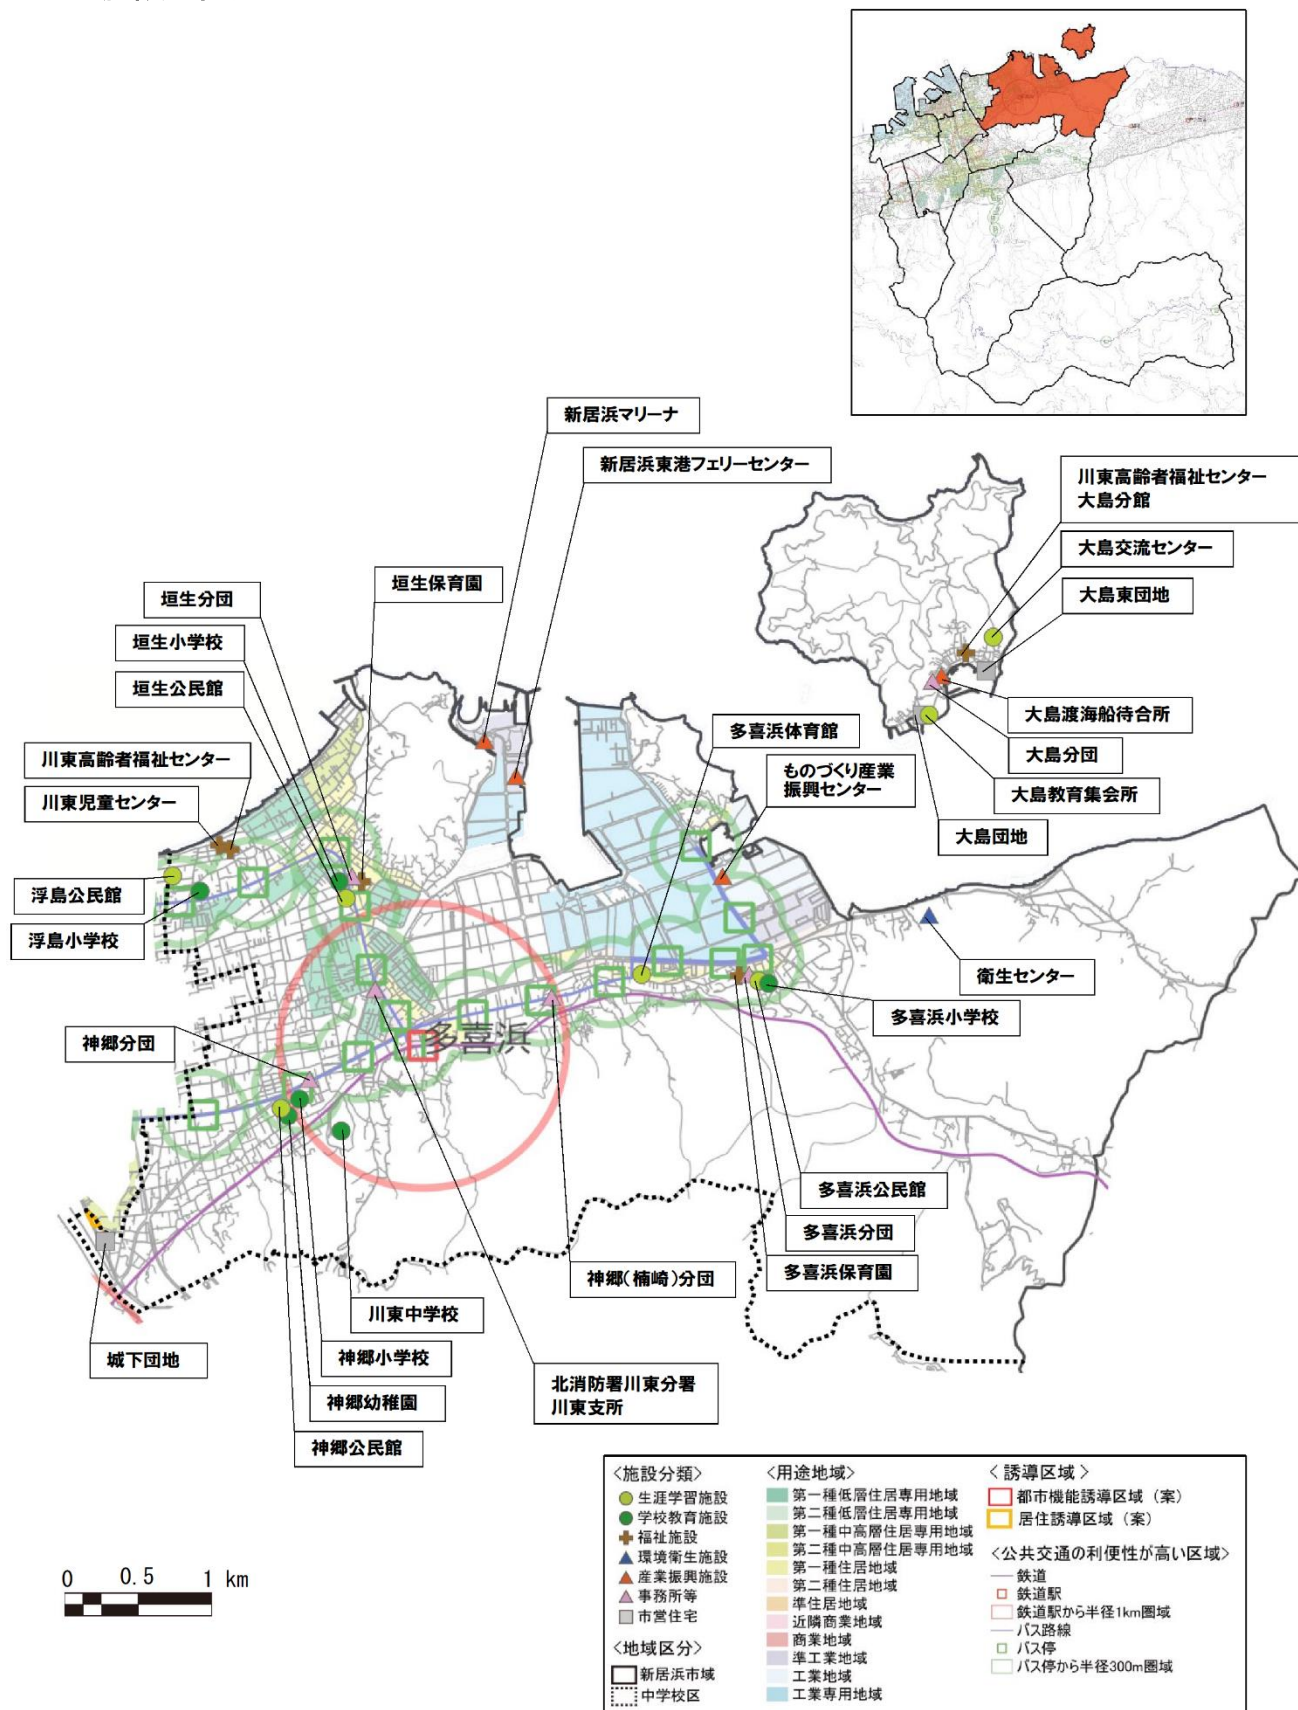 新居浜マリーナ
新居浜東港フェリーセンター
川東高齢者福祉センター
大島分館
大島交流センター
大島東団地
垣生保育園
垣生分団
垣生小学校
垣生公民館
川東高齢者福祉センター
川東児童センター
多喜浜体育館
ものづくり産業
振興センター
大島渡海船待合所
大島分団
大島教育集会所
大島団地
浮島公民館
浮島小学校
衛生センター
多喜浜小学校
神郷分団
多喜浜
多喜浜公民館
多喜浜分団
多喜浜保育園
神郷(楠崎)分団
川東中学校
城下団地
神郷小学校
神郷幼稚園
神郷公民館
北消防署川東分署
川東支所
0 0.5 1 km
〈施設分類〉
生涯学習施設
学校教育施設
福祉施設
環境衛生施設
産業振興施設
事務所等
市営住宅
〈地域区分〉
新居浜市域
中学校区
〈用途地域〉
第一種低層住居専用地域
第二種低層住居専用地域
第一種中高層住居専用地域
第二種中高層住居専用地域
第一種住居地域
第二種住居地域
準住居地域
近隣商業地域
商業地域
準工業地域
工業地域
工業専用地域
〈誘導区域〉
都市機能誘導区域（案）
居住誘導区域（案）
〈公共交通の利便性が高い区域〉
鉄道
鉄道駅
鉄道駅から半径1km圏域
バス路線
バス停
バス停から半径300m圏域